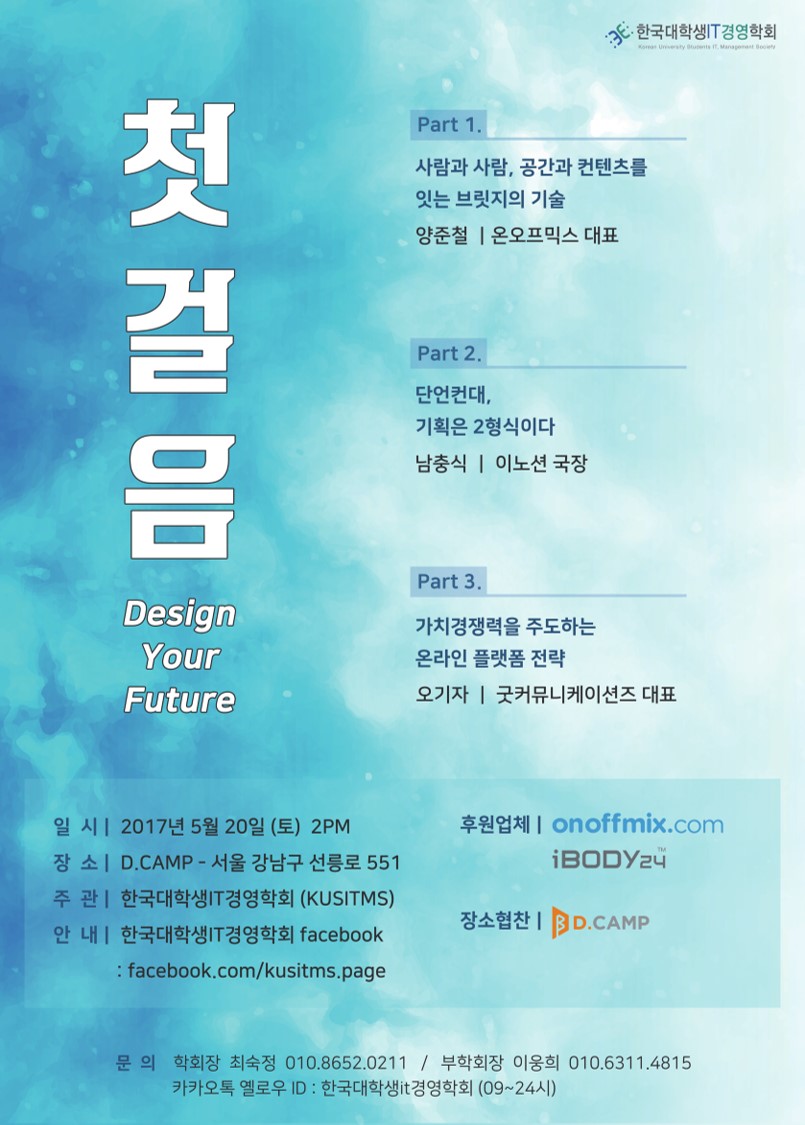 한국대학생IT경영학회
Korean University Students IT, Management Society
첫
걸
음
Design
Your
Future
Part 1.
사람과 사람, 공간과 컨텐츠를
잇는 브릿지의 기술
양준철 | 온오프믹스 대표
Part 2.
단언컨대,
기획은 2형식이다
남충식 | 이노션 국장
Part 3.
가치경쟁력을 주도하는
온라인 플랫폼 전략
오기자 | 굿커뮤니케이션즈 대표
일 시 | 2017년 5월 20일 (토) 2PM
장 소 | D.CAMP - 서울 강남구 선릉로 551
주 관 | 한국대학생IT경영학회 (KUSITMS)
안 내 | 한국대학생IT경영학회 facebook
: facebook.com/kusitms.page
후원업체 | onoffmix.com
iBODY24™
장소협찬 | D.CAMP
문 의 학회장 최숙정 010.8652.0211 / 부학회장 이웅희 010.6311.4815
카카오톡 옐로우 ID : 한국대학생it경영학회 (09~24시)